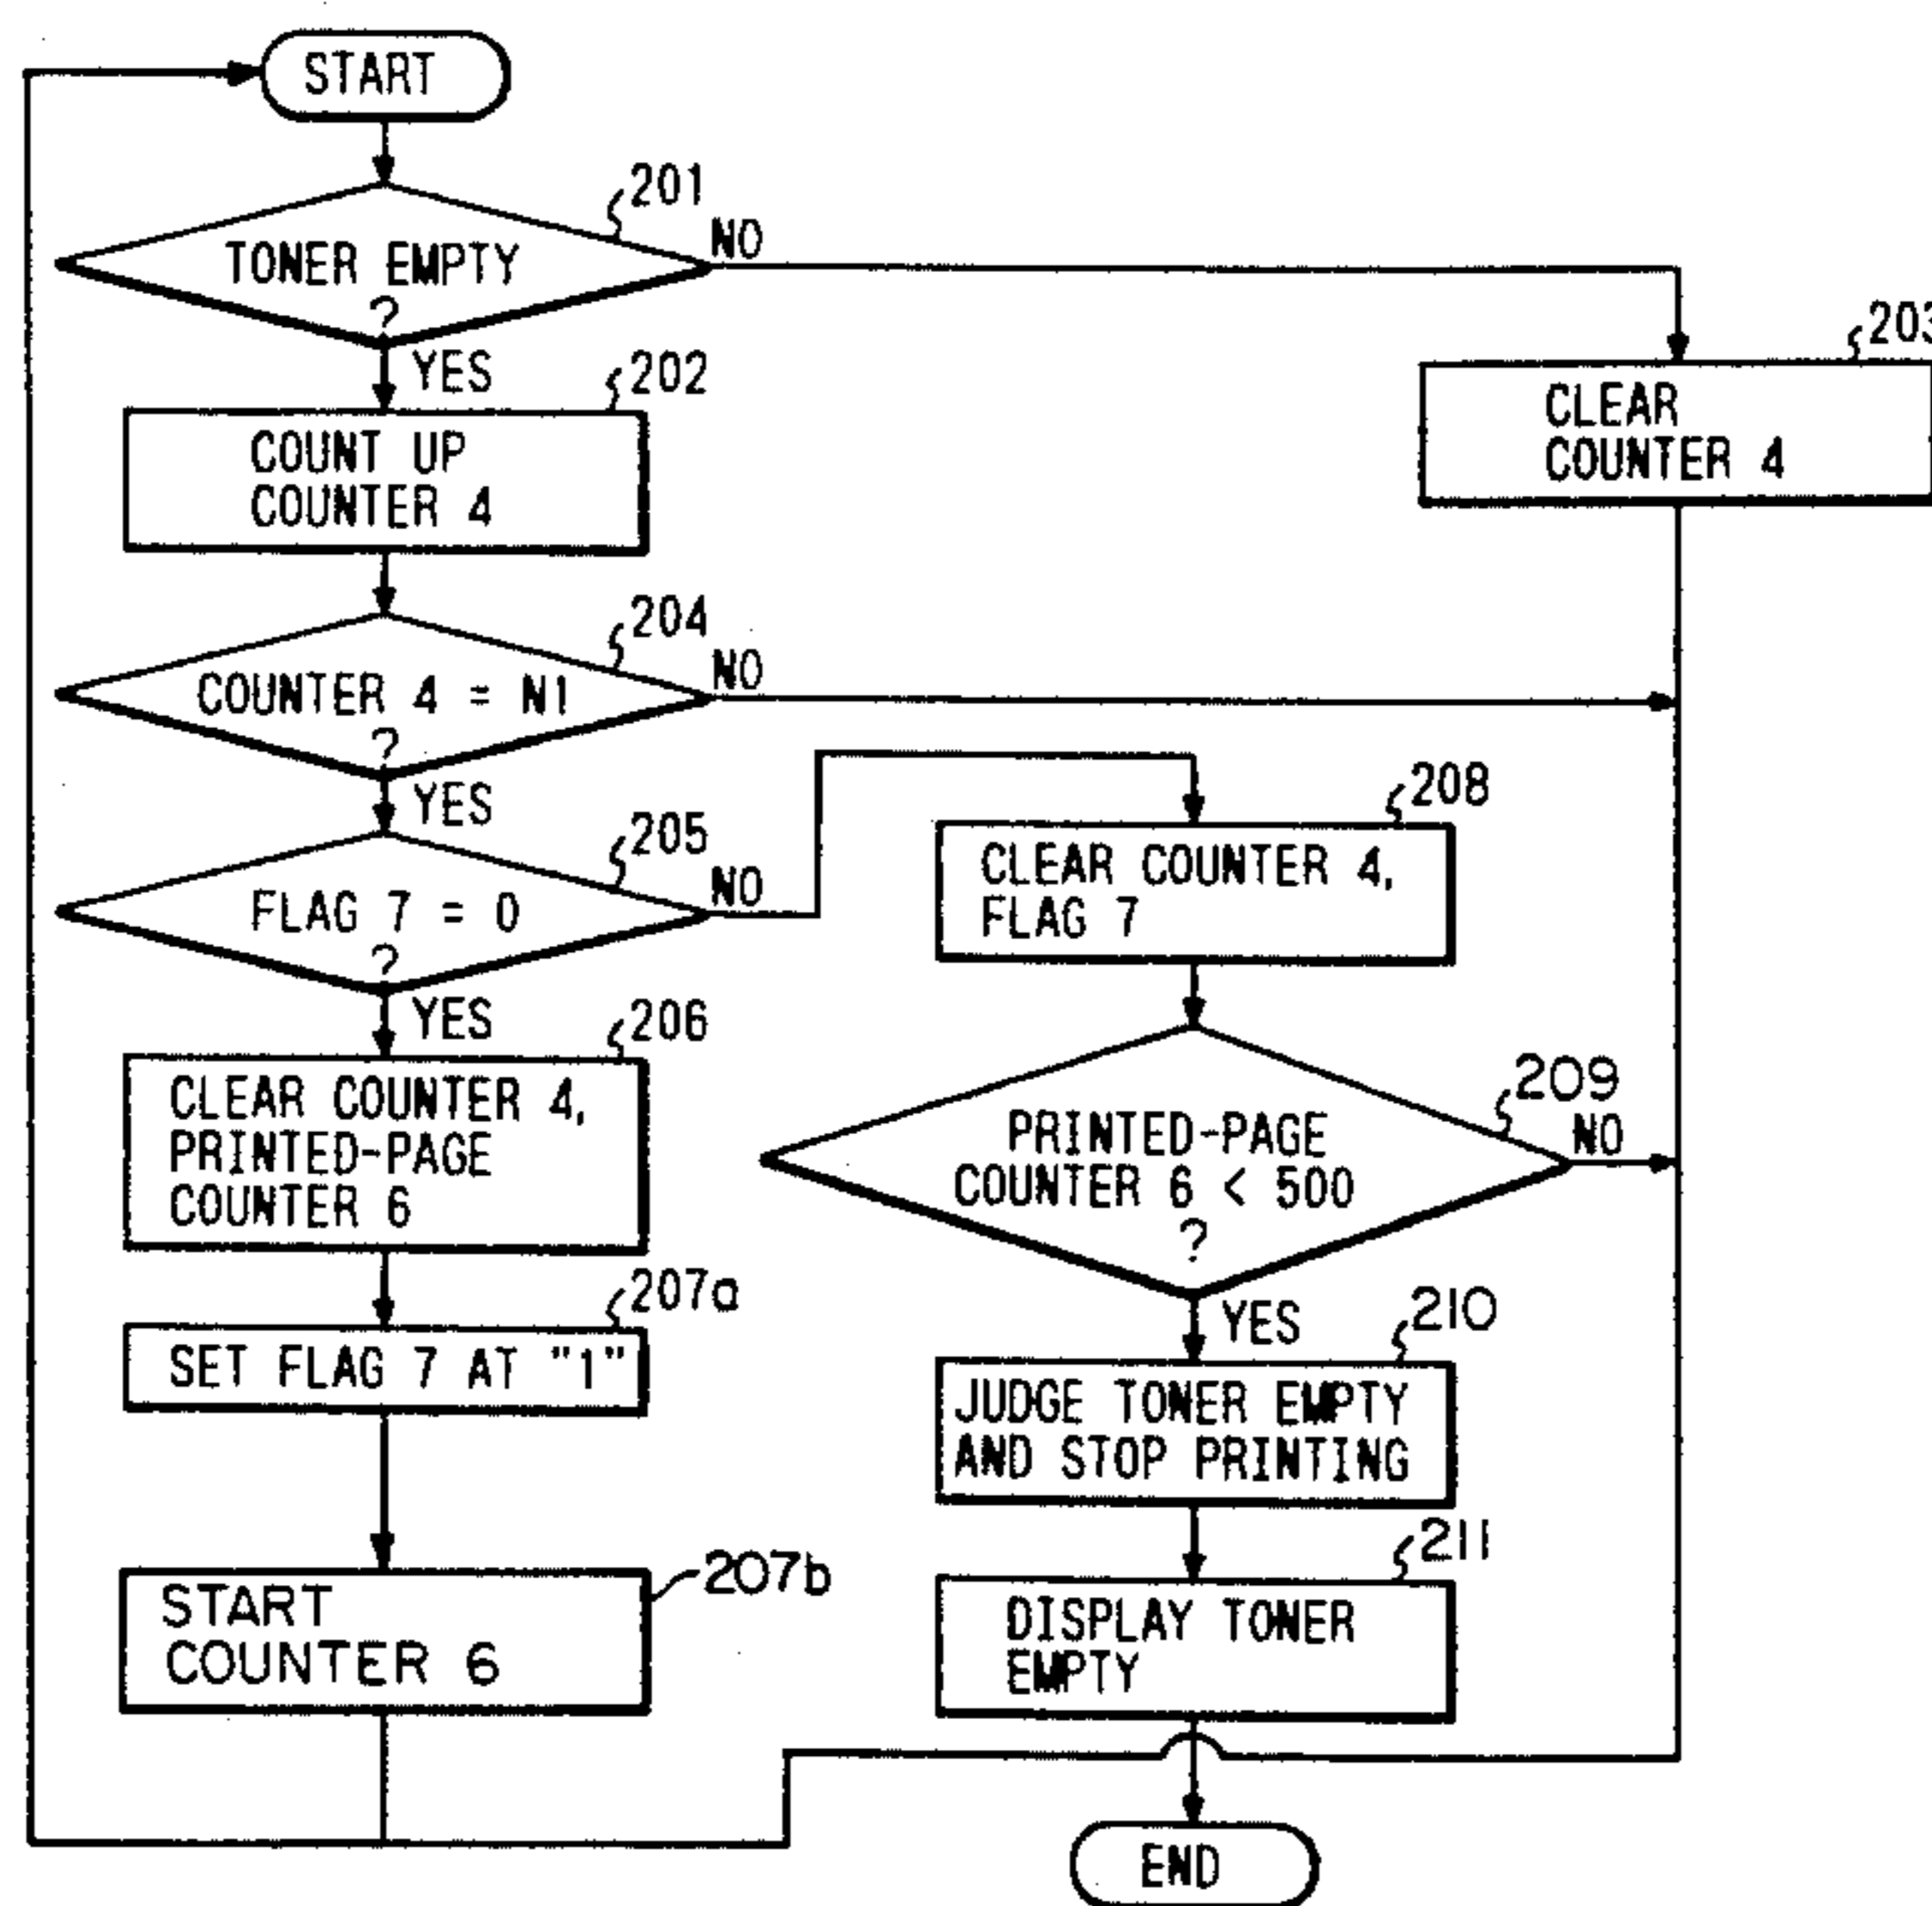 START
201
TONER EMPTY
?
NO
YES
202
COUNT UP
COUNTER 4
203
CLEAR
COUNTER 4
204
COUNTER 4 = N1
?
NO
YES
205
FLAG 7 = 0
?
NO
YES
206
CLEAR COUNTER 4,
PRINTED-PAGE
COUNTER 6
207a
SET FLAG 7 AT "1"
207b
START
COUNTER 6
208
CLEAR COUNTER 4,
FLAG 7
209
PRINTED-PAGE
COUNTER 6 < 500
?
NO
YES
210
JUDGE TONER EMPTY
AND STOP PRINTING
211
DISPLAY TONER
EMPTY
END